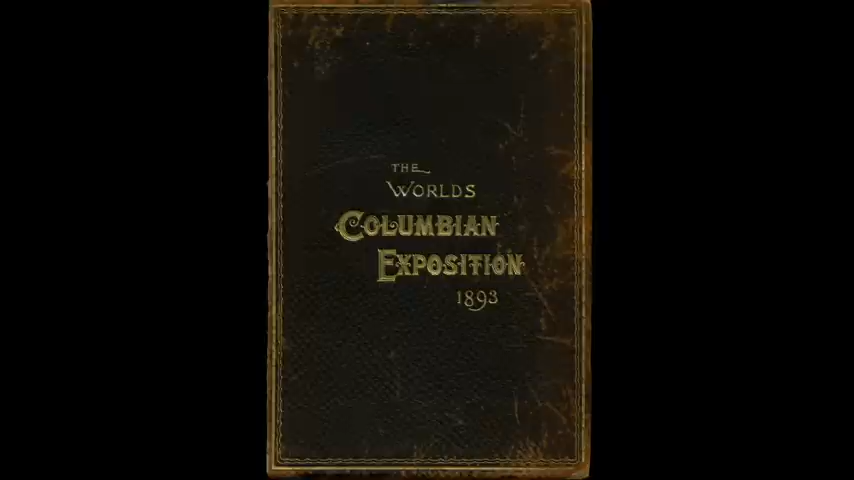 THE
WORLDS
COLUMBIAN
EXPOSITION
1893